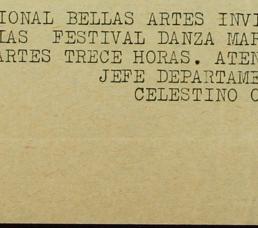 IONAL BELLAS ARTES INVI
IAS FESTIVAL DANZA MAR
ARTES TRECE HORAS. ATEN
JEFE DEPARTAME
CELESTINO